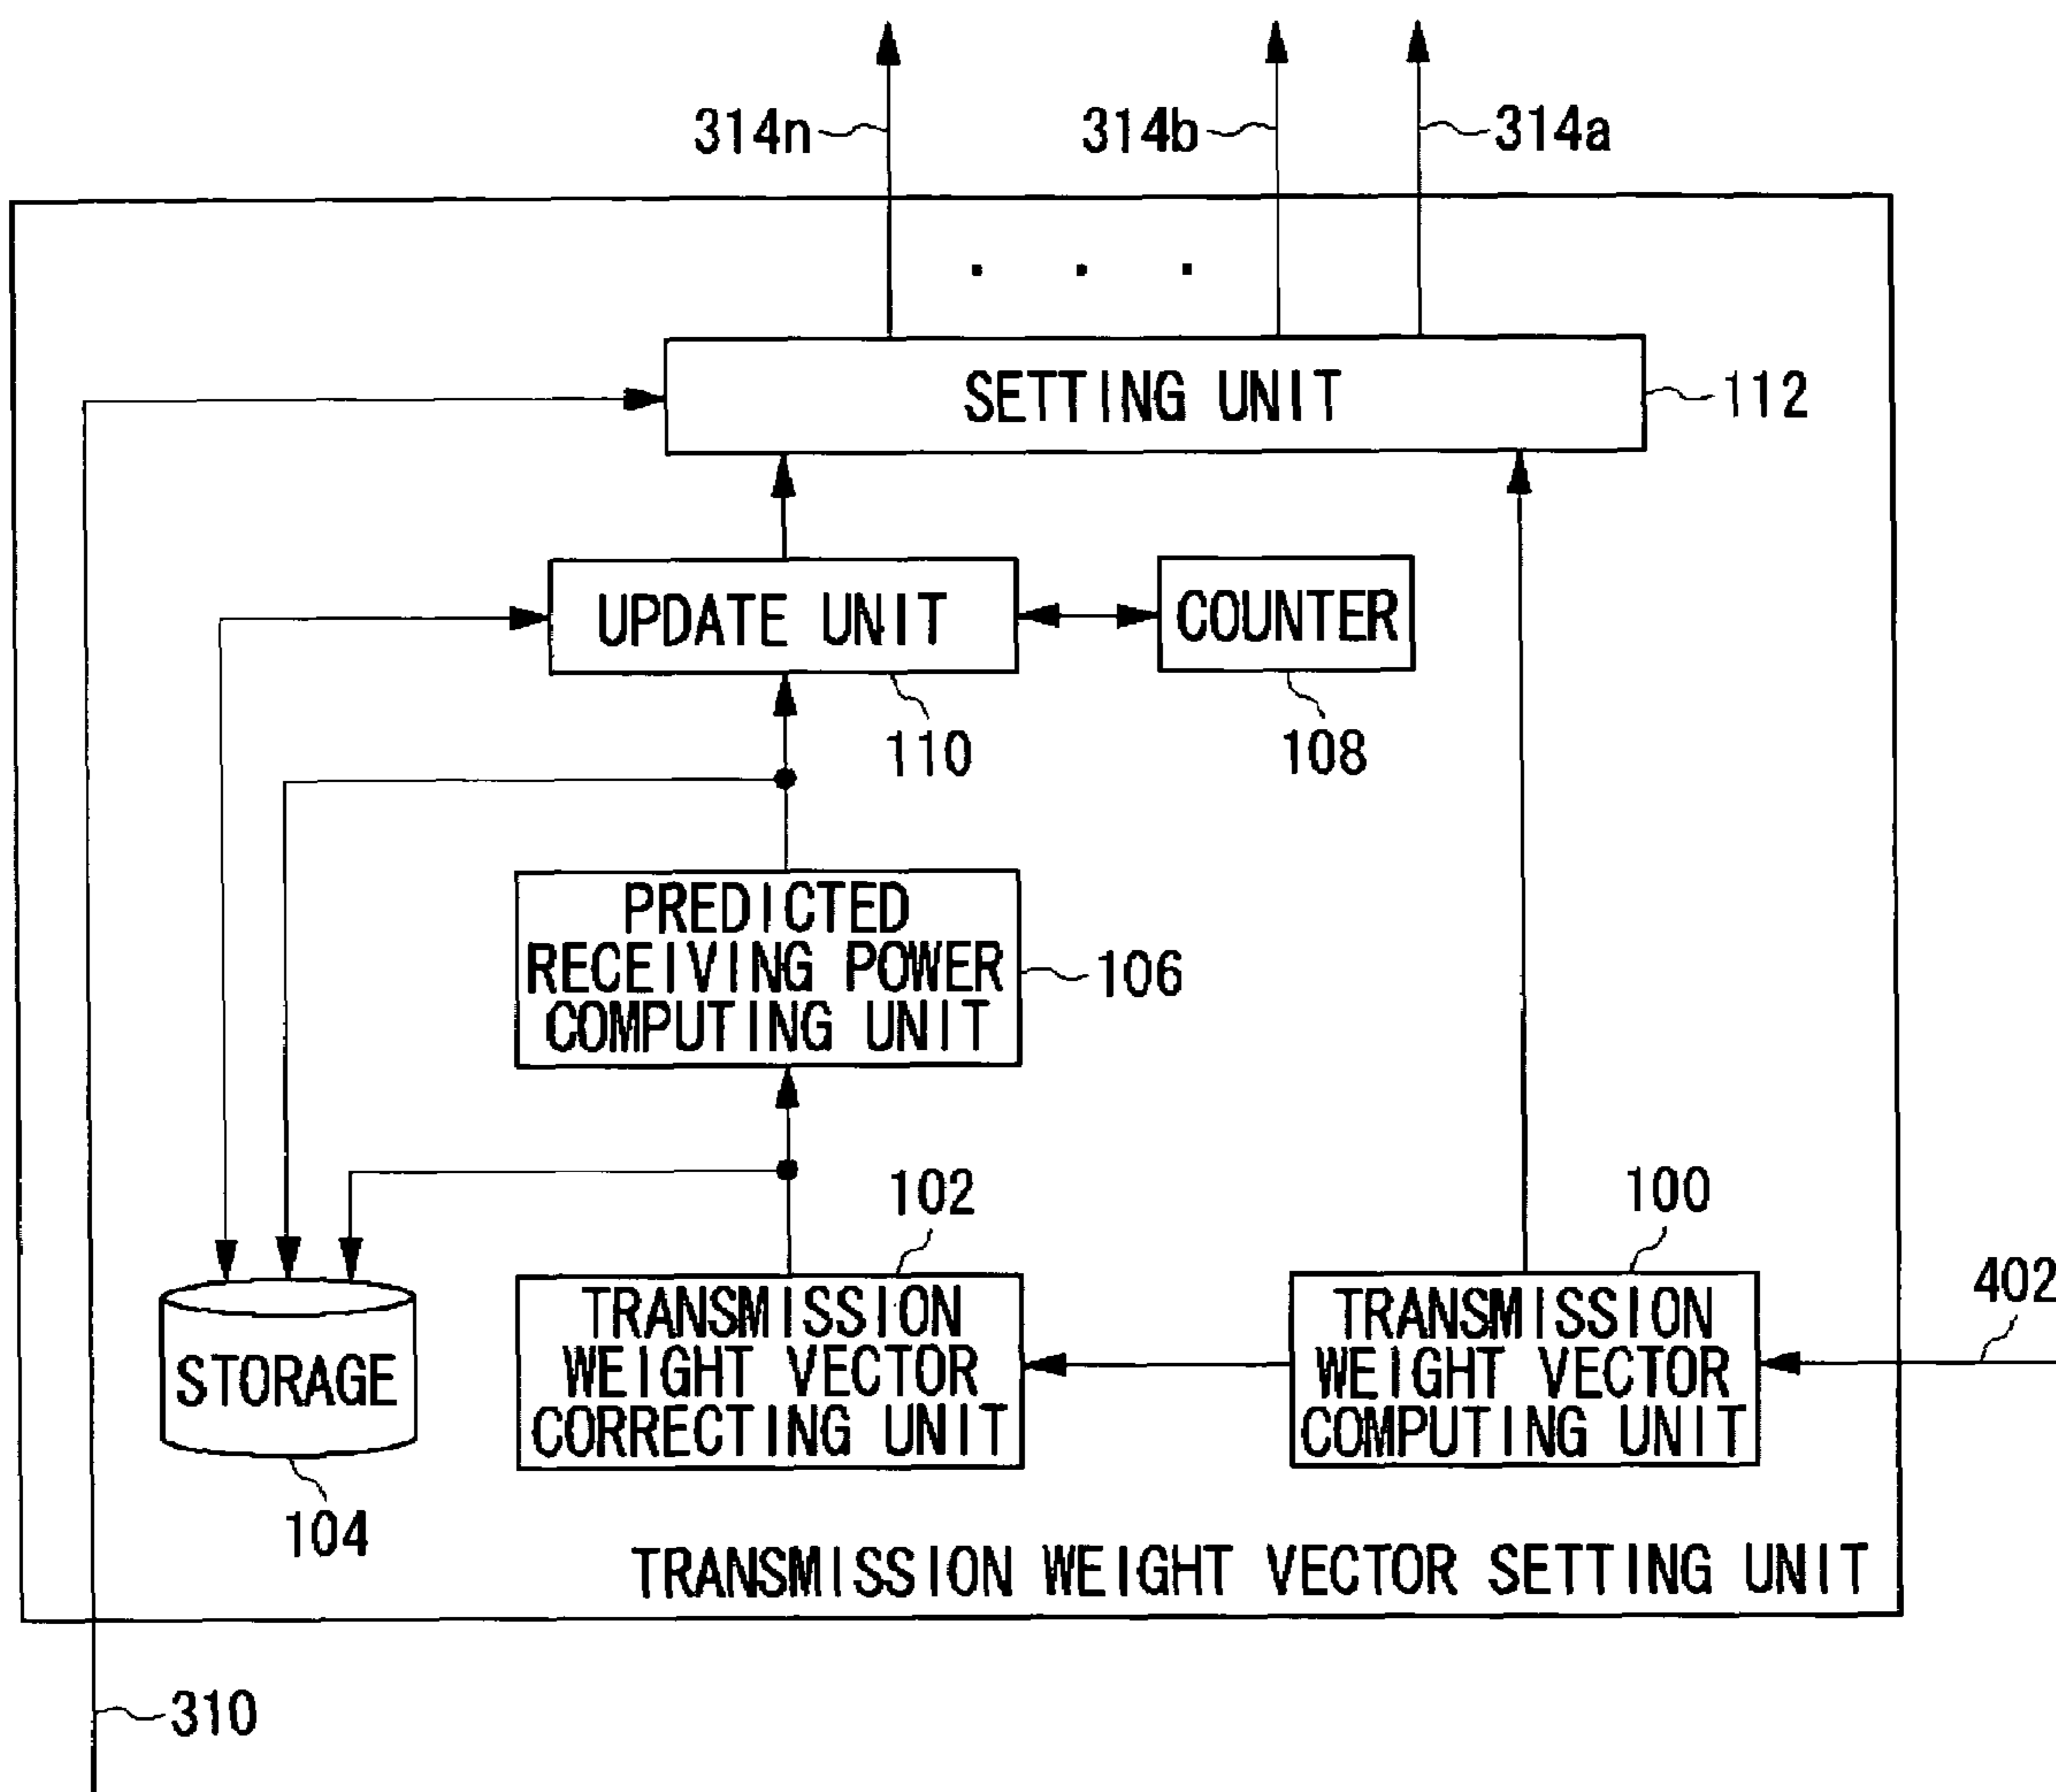 314n
314b
314a
SETTING UNIT
112
UPDATE UNIT
COUNTER
110
108
PREDICTED
RECEIVING POWER
COMPUTING UNIT
106
102
100
402
STORAGE
TRANSMISSION
WEIGHT VECTOR
CORRECTING UNIT
TRANSMISSION
WEIGHT VECTOR
COMPUTING UNIT
104
TRANSMISSION WEIGHT VECTOR SETTING UNIT
310